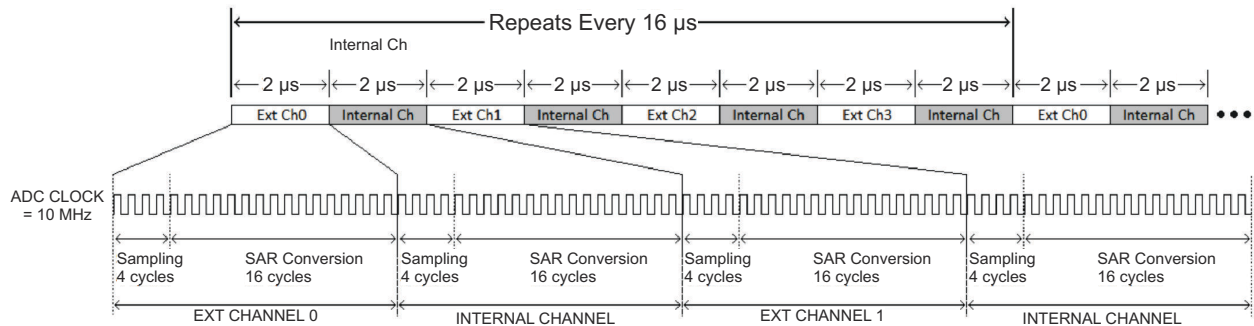 Repeats Every 16 µs
Internal Ch
2 µs 2 µs 2 µs 2 µs 2 µs 2 µs 2 µs 2 µs 2 µs 2 µs
Ext Ch0 Internal Ch Ext Ch1 Internal Ch Ext Ch2 Internal Ch Ext Ch3 Internal Ch Ext Ch0 Internal Ch
ADC CLOCK
= 10 MHz
Sampling SAR Conversion Sampling SAR Conversion Sampling SAR Conversion Sampling SAR Conversion
4 cycles 16 cycles 4 cycles 16 cycles 4 cycles 16 cycles 4 cycles 16 cycles
EXT CHANNEL 0 INTERNAL CHANNEL EXT CHANNEL 1 INTERNAL CHANNEL